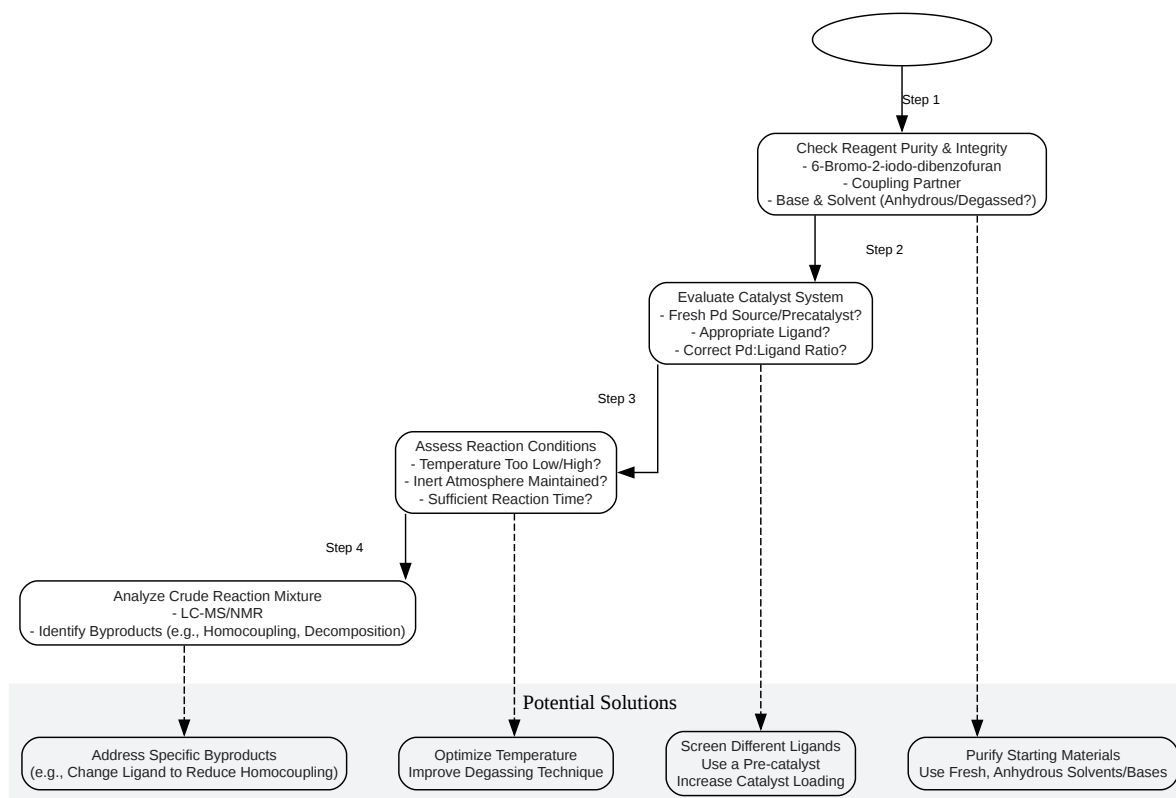 Step 1
Check Reagent Purity & Integrity
- 6-Bromo-2-iodo-dibenzofuran
- Coupling Partner
- Base & Solvent (Anhydrous/Degassed?)
Step 2
Evaluate Catalyst System
- Fresh Pd Source/Precatalyst?
- Appropriate Ligand?
- Correct Pd:Ligand Ratio?
Step 3
Assess Reaction Conditions
- Temperature Too Low/High?
- Inert Atmosphere Maintained?
- Sufficient Reaction Time?
Step 4
Analyze Crude Reaction Mixture
- LC-MS/NMR
- Identify Byproducts (e.g., Homocoupling, Decomposition)
Potential Solutions
Address Specific Byproducts
(e.g., Change Ligand to Reduce Homocoupling)
Optimize Temperature
Improve Degassing Technique
Screen Different Ligands
Use a Pre-catalyst
Increase Catalyst Loading
Purify Starting Materials
Use Fresh, Anhydrous Solvents/Bases